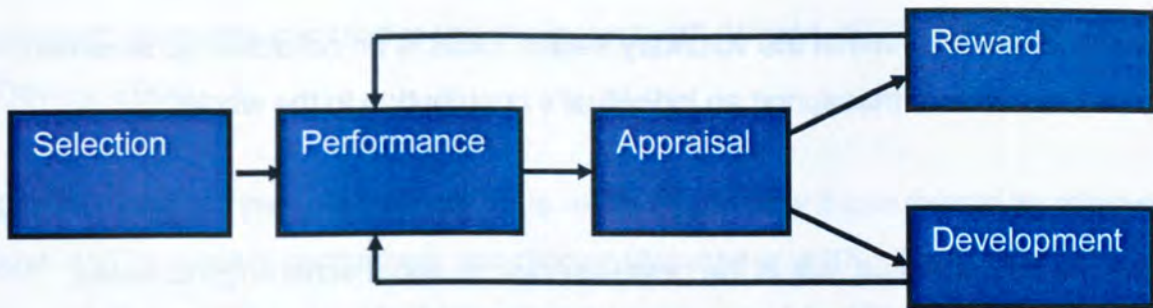 Reward
Selection
Performance
Appraisal
Development